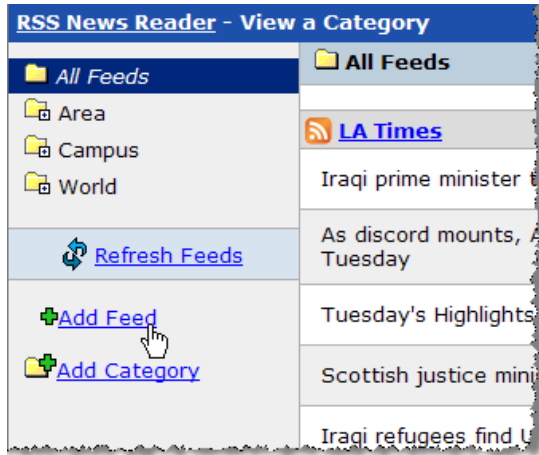 RSS News Reader - View a Category
All Feeds
Area
Campus
World
Refresh Feeds
Add Feed
Add Category
All Feeds
LA Times
Iraqi prime minister
As discord mounts,
Tuesday
Tuesday's Highlights
Scottish justice
Iraqi refugees find